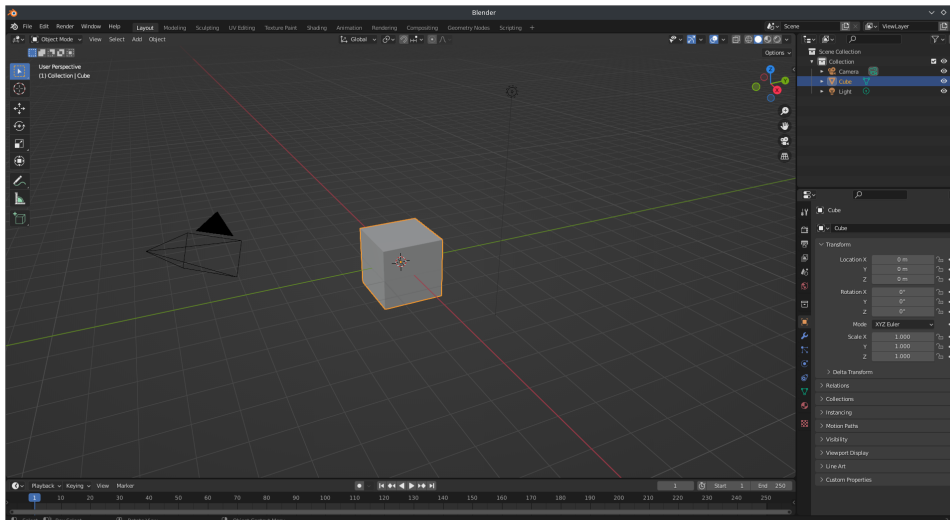 Blender
File Edit Render Window Help Layout Modeling Sculpting UV Editing Texture Paint Shading Animation Rendering Compositing Geometry Nodes Scripting + Scene ViewLayer
Object Mode View Select Add Object Global
Options
User Perspective
(1) Collection | Cube
Z
Y
X
Scene Collection
Collection
Camera
Cube
Light
Cube
Cube
Transform
Location X 0 m
Y 0 m
Z 0 m
Rotation X 0°
Y 0°
Z 0°
Mode XYZ Euler
Scale X 1.000
Y 1.000
Z 1.000
Delta Transform
Relations
Collections
Instancing
Motion Paths
Visibility
Viewport Display
Line Art
Custom Properties
Playback Keying View Marker 1 Start 1 End 250
1 10 20 30 40 50 60 70 80 90 100 110 120 130 140 150 160 170 180 190 200 210 220 230 240 250